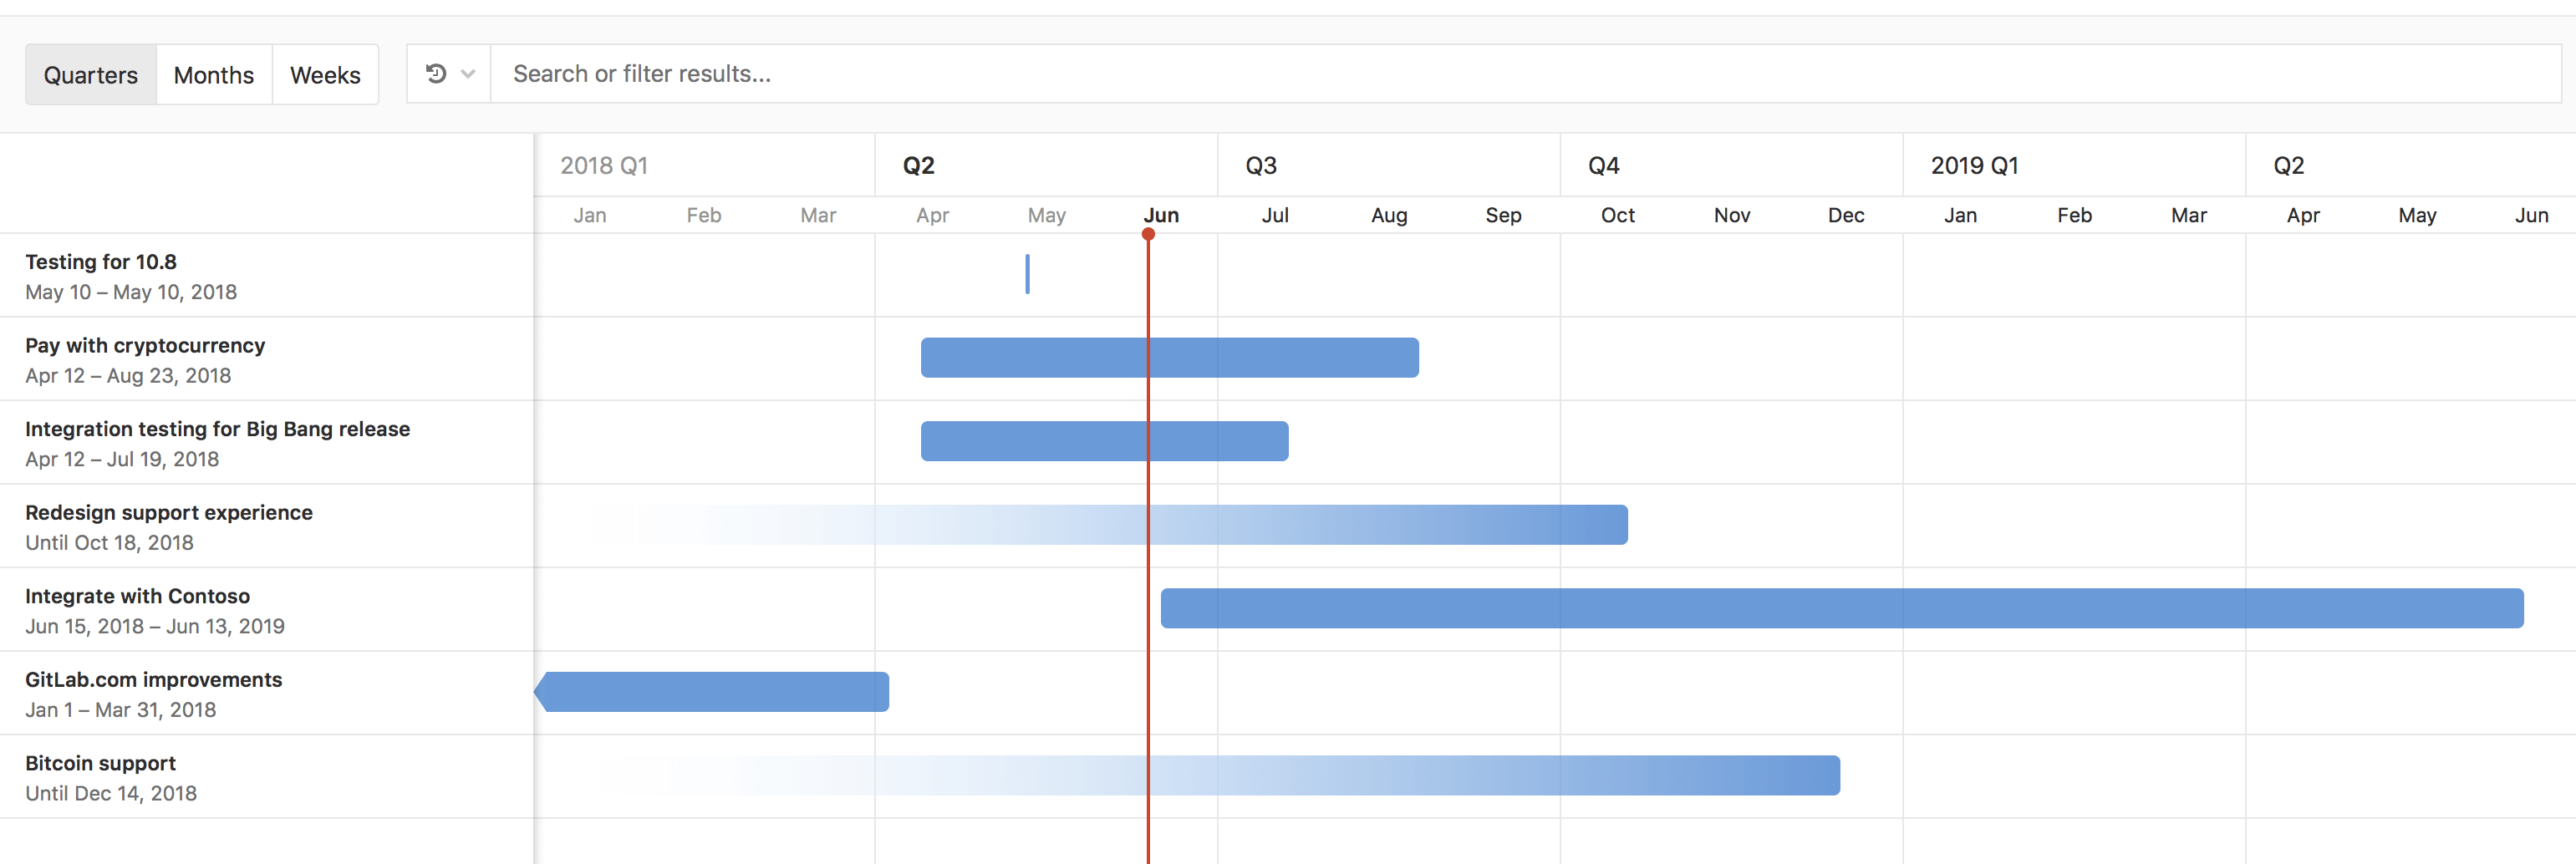 Quarters Months Weeks Search or filter results...
2018 Q1 Q2 Q3 Q4 2019 Q1 Q2
Jan Feb Mar Apr May Jun Jul Aug Sep Oct Nov Dec Jan Feb Mar Apr May Jun
Testing for 10.8
May 10 – May 10, 2018
Pay with cryptocurrency
Apr 12 – Aug 23, 2018
Integration testing for Big Bang release
Apr 12 – Jul 19, 2018
Redesign support experience
Until Oct 18, 2018
Integrate with Contoso
Jun 15, 2018 – Jun 13, 2019
GitLab.com improvements
Jan 1 – Mar 31, 2018
Bitcoin support
Until Dec 14, 2018